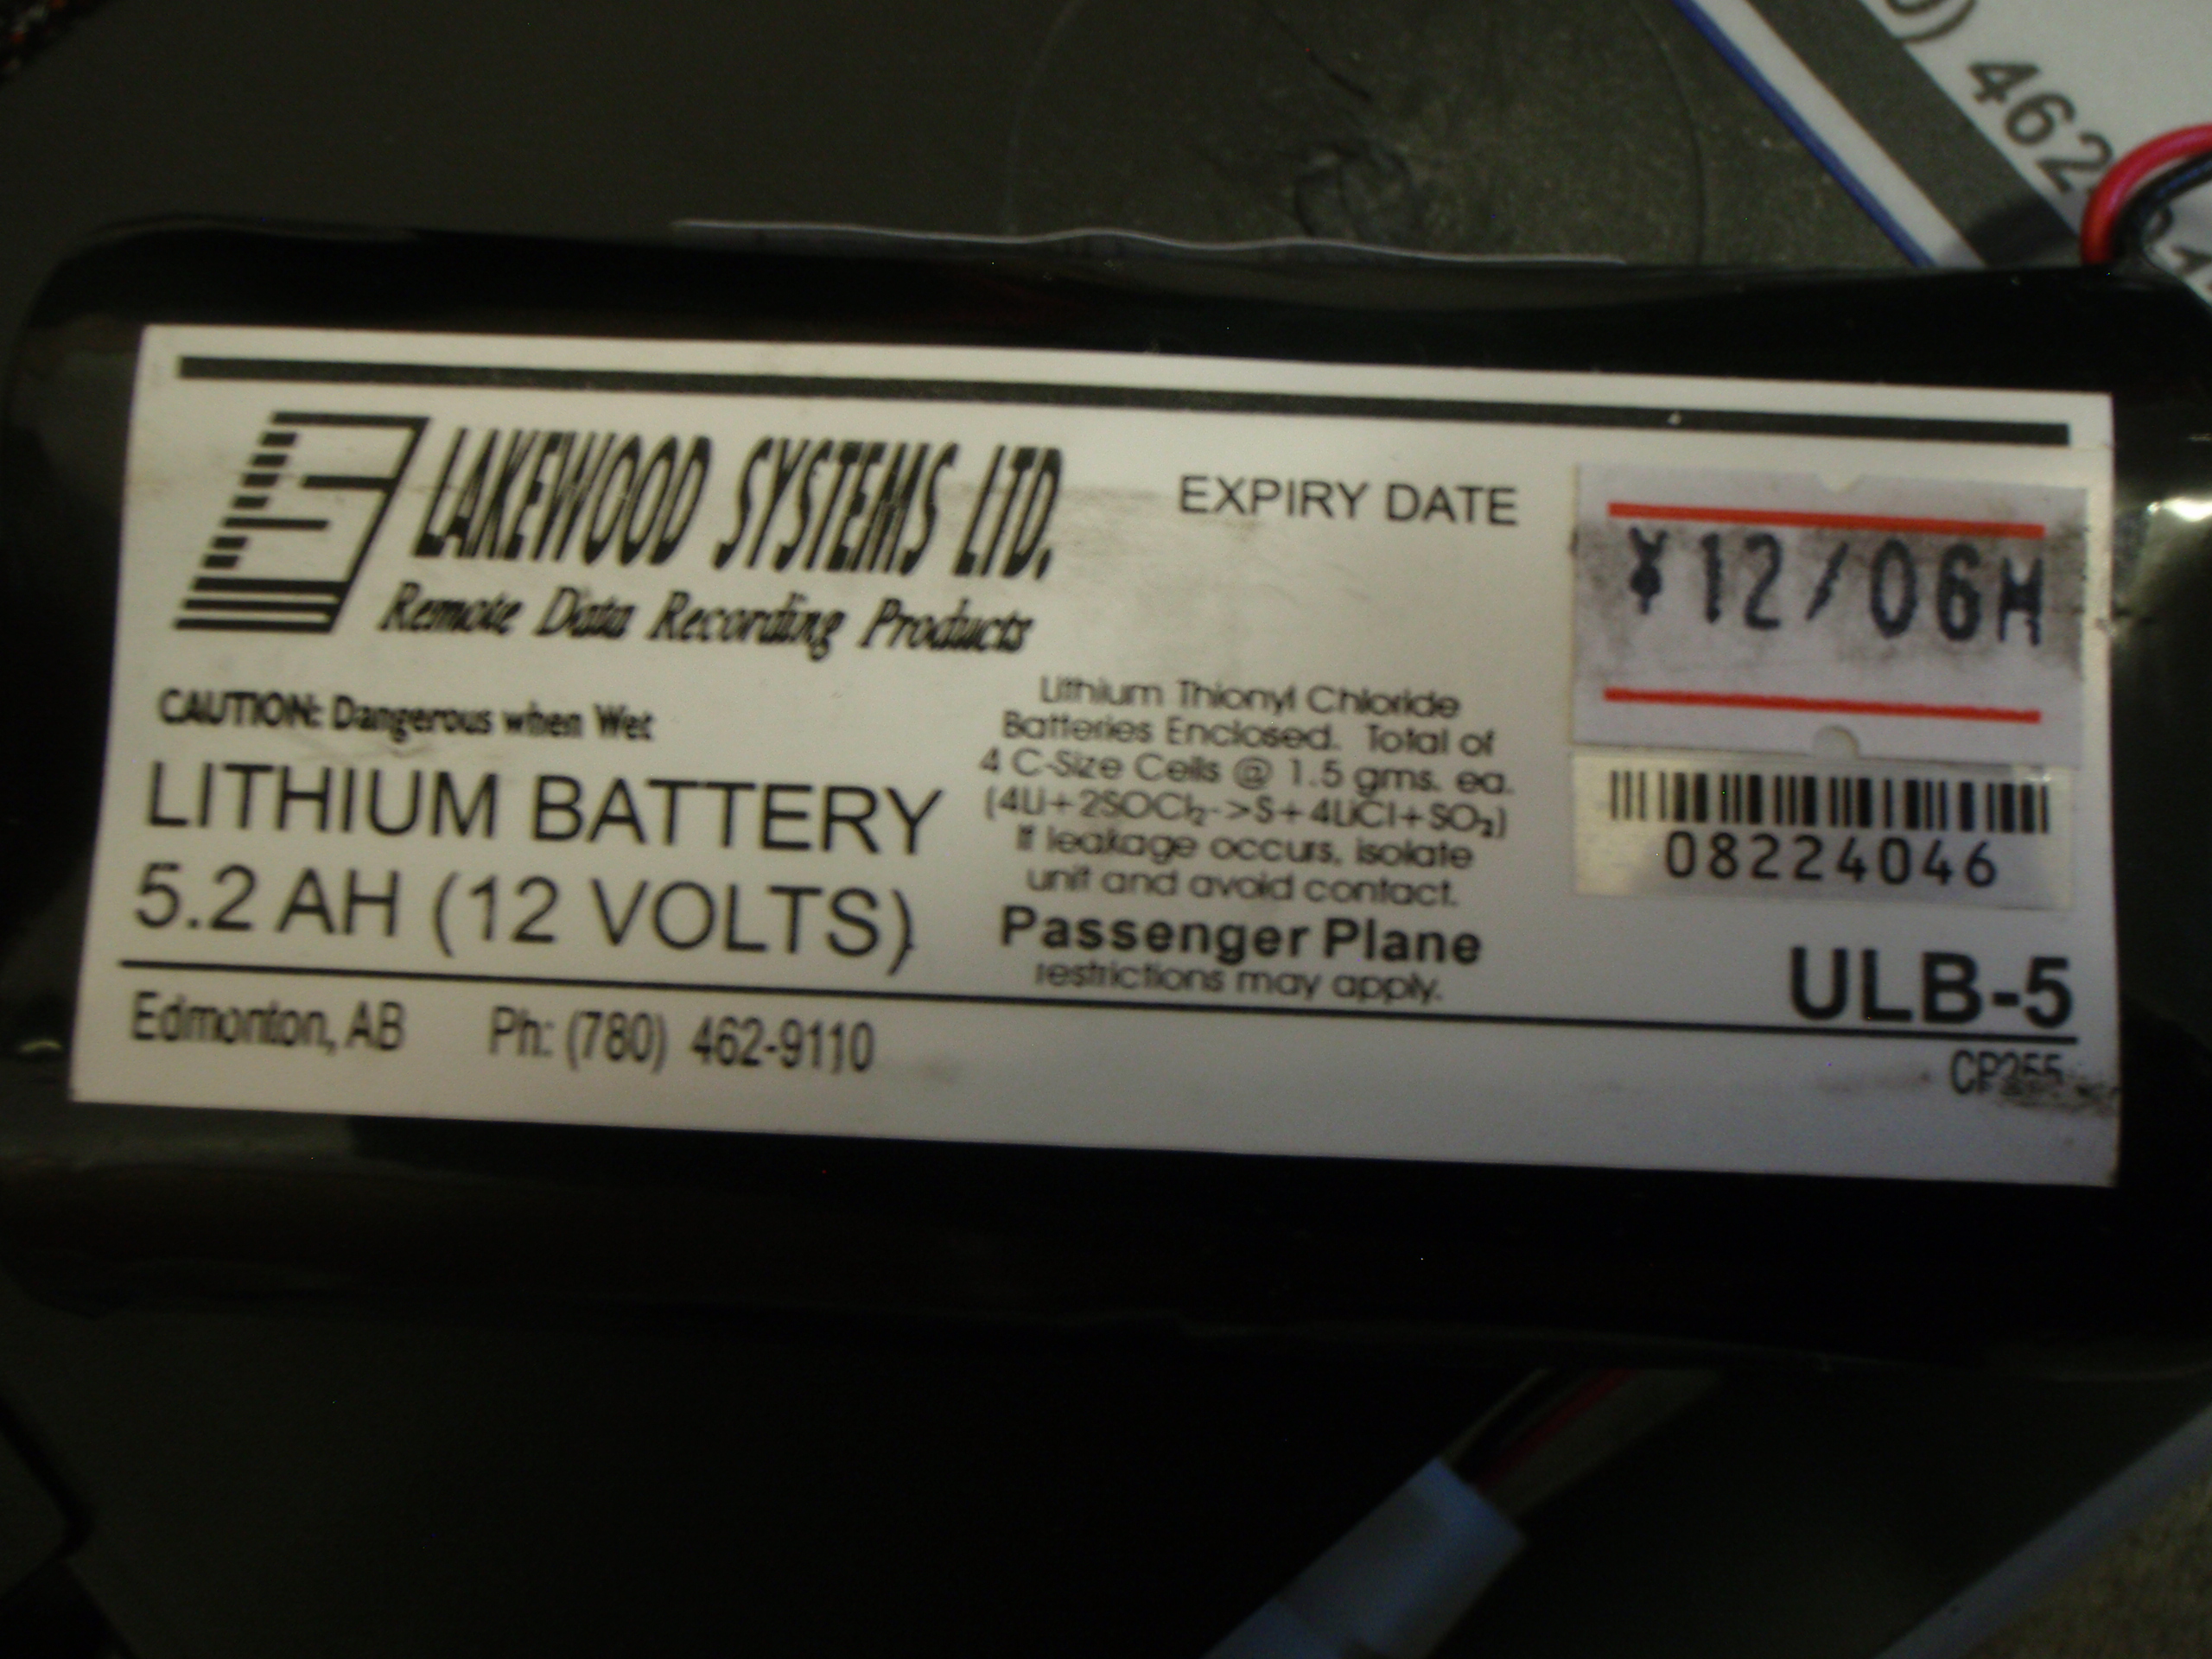 ) 462
LAKEWOOD SYSTEMS LTD.
Remote Data Recording Products
EXPIRY DATE
¥12/06
CAUTION: Dangerous when Wet
LITHIUM BATTERY
5.2 AH (12 VOLTS)
Lithium Thionyl Chloride
Batteries Enclosed. Total of
4 C-Size Cells @ 1.5 gms. ea.
(4Li+2SOCl₂->S+4LiCl+SO₂)
If leakage occurs, isolate
unit and avoid contact.
Passenger Plane
restrictions may apply.
08224046
ULB-5
Edmonton, AB Ph: (780) 462-9110
CP255